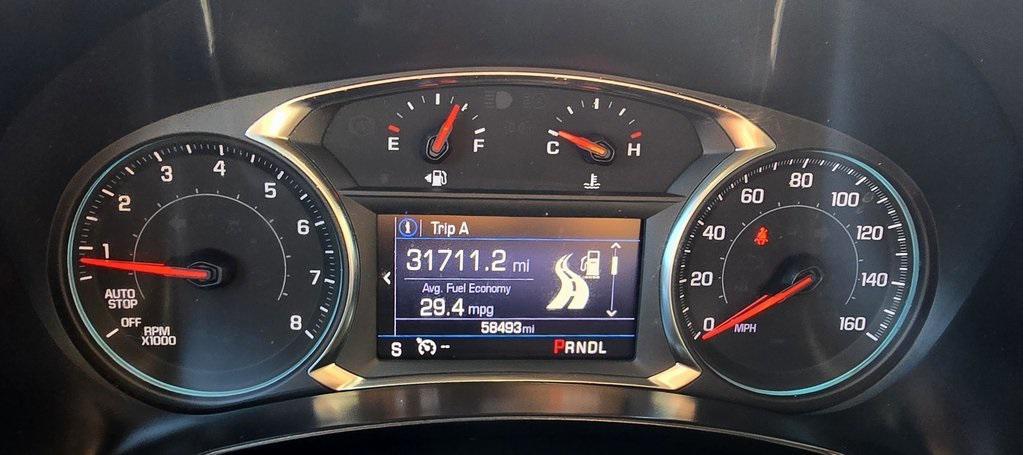 E F
C H
1 2 3 4 5 6 7 8
AUTO
STOP
OFF
RPM
X1000
i Trip A
31711.2 mi
Avg. Fuel Economy
29.4 mpg
58493mi
S -- PRNDL
0 20 40 60 80 100 120 140 160
MPH